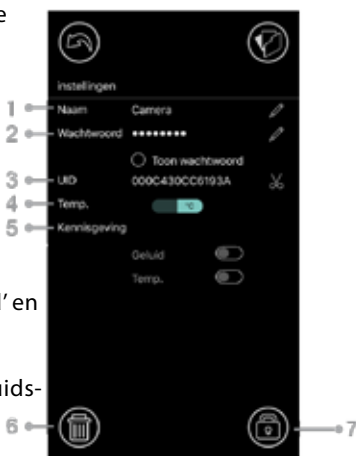 e
instellingen
1 Naam Camera
2 Wachtwoord ••••••••
Toon wachtwoord
3 UID 000C430CC6193A
4 Temp. °C
5 Kennisgeving
Geluid
Temp.
l' en
uids-
6
7